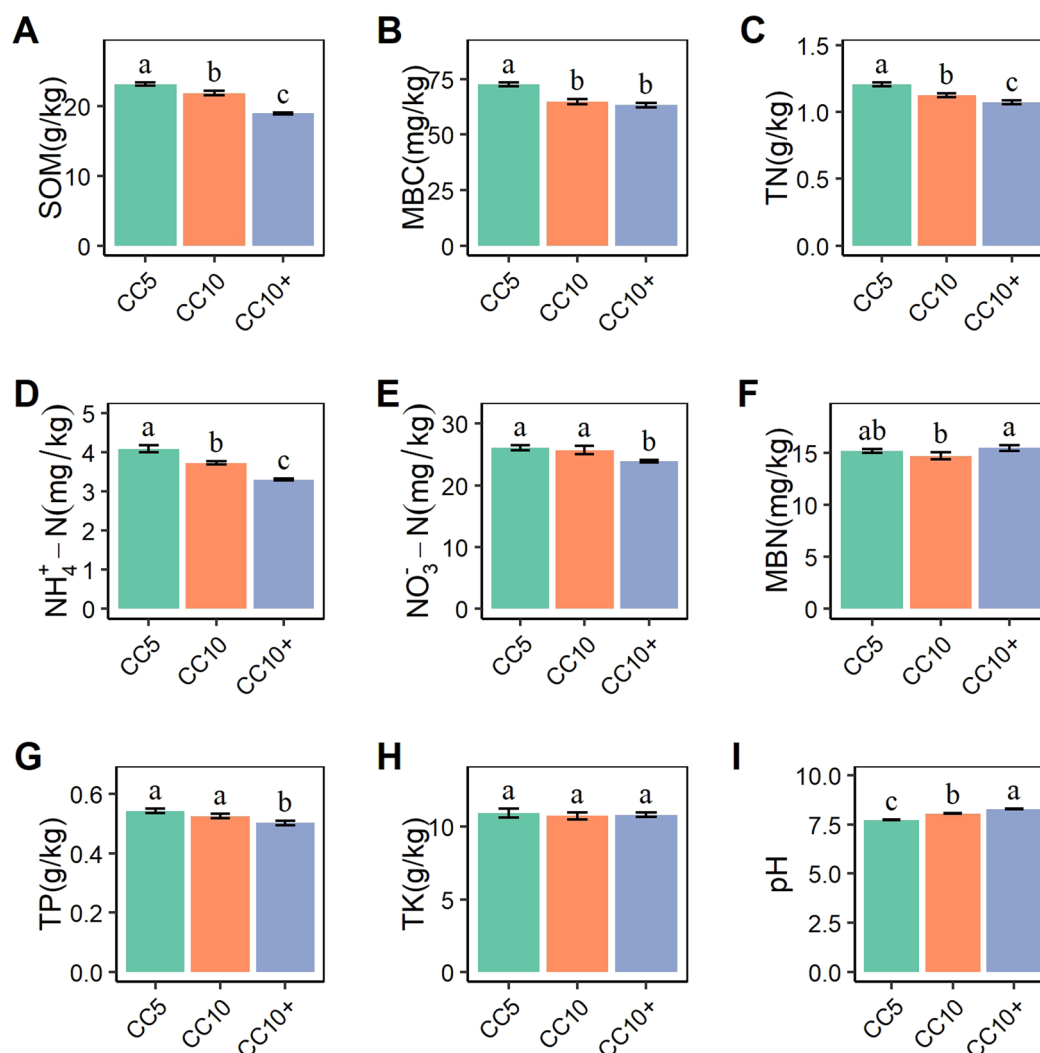 A
SOM(g/kg)
20
10
0
a
b
c
CC5
CC10
CC10+
B
MBC(mg/kg)
75
50
25
0
a
b
b
CC5
CC10
CC10+
C
TN(g/kg)
1.5
1.0
0.5
0.0
a
b
c
CC5
CC10
CC10+
D
NH₄⁺ – N(mg/kg)
5
4
3
2
1
0
a
b
c
CC5
CC10
CC10+
E
NO₃⁻ – N(mg/kg)
30
20
10
0
a
a
b
CC5
CC10
CC10+
F
MBN(mg/kg)
15
10
5
0
ab
b
a
CC5
CC10
CC10+
G
TP(g/kg)
0.6
0.4
0.2
0.0
a
a
b
CC5
CC10
CC10+
H
TK(g/kg)
10
5
0
a
a
a
CC5
CC10
CC10+
I
pH
10.0
7.5
5.0
2.5
0.0
c
b
a
CC5
CC10
CC10+